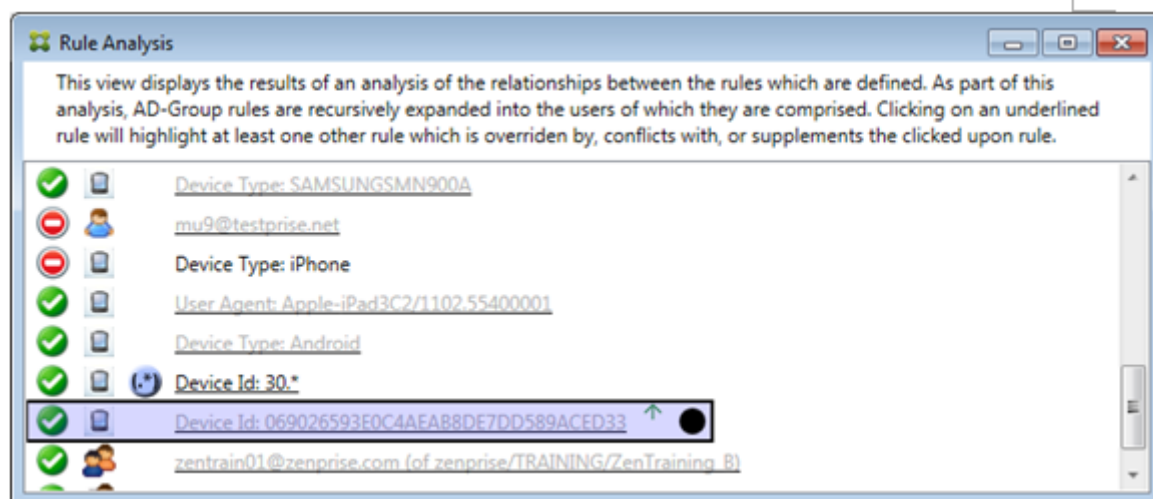 Rule Analysis
This view displays the results of an analysis of the relationships between the rules which are defined. As part of this
analysis, AD-Group rules are recursively expanded into the users of which they are comprised. Clicking on an underlined
rule will highlight at least one other rule which is overriden by, conflicts with, or supplements the clicked upon rule.
Device Type: SAMSUNGSMN900A
mu9@testprise.net
Device Type: iPhone
User Agent: Apple-iPad3C2/1102.55400001
Device Type: Android
(.*) Device Id: 30.*
Device Id: 069026593E0C4AEAB8DE7DD589ACED33
zentrain01@zenprise.com (of zenprise/TRAINING/ZenTraining_B)